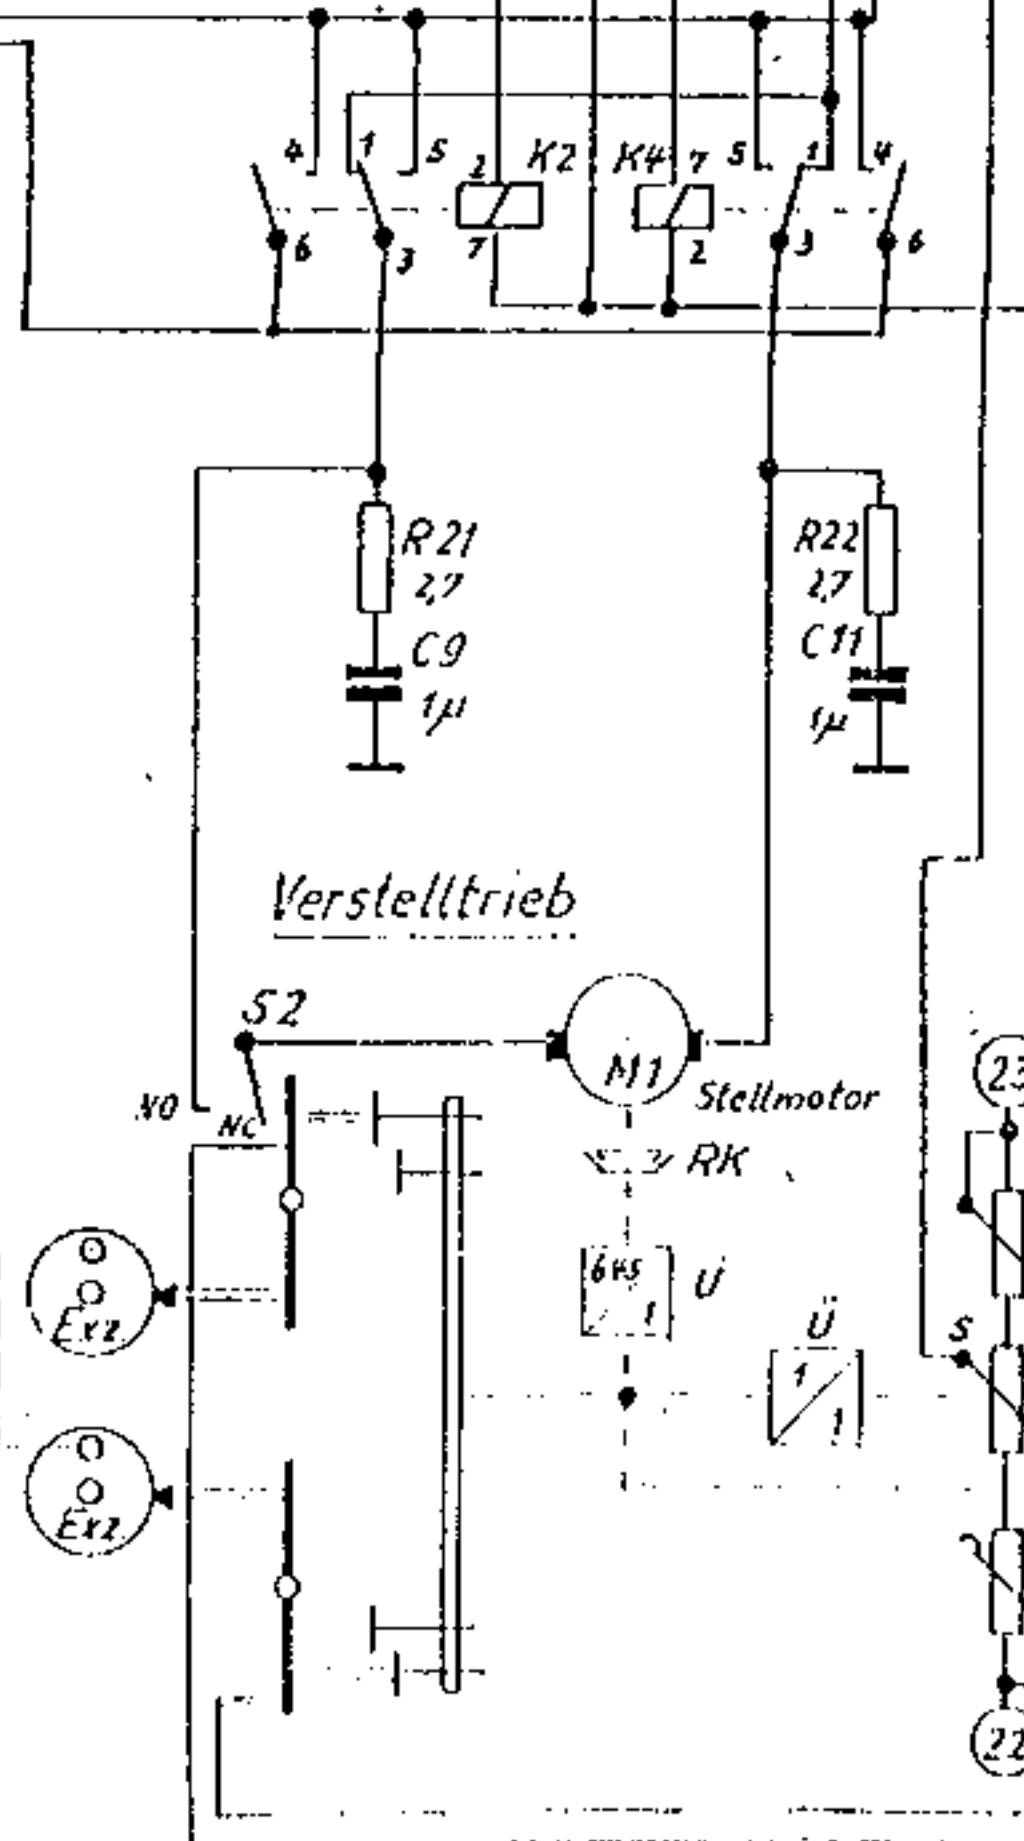 4 1 5 2 K2 K4 7 5 1 4
6 3 7 2 3 6
R21 R22
2,7 2,7
C9 C11
1µ 1µ
Verstelltrieb
S2
M1
NO NC Stellmotor 23
RK
Ü
Exz. 1 S
Ü
1
1
Exz.
22